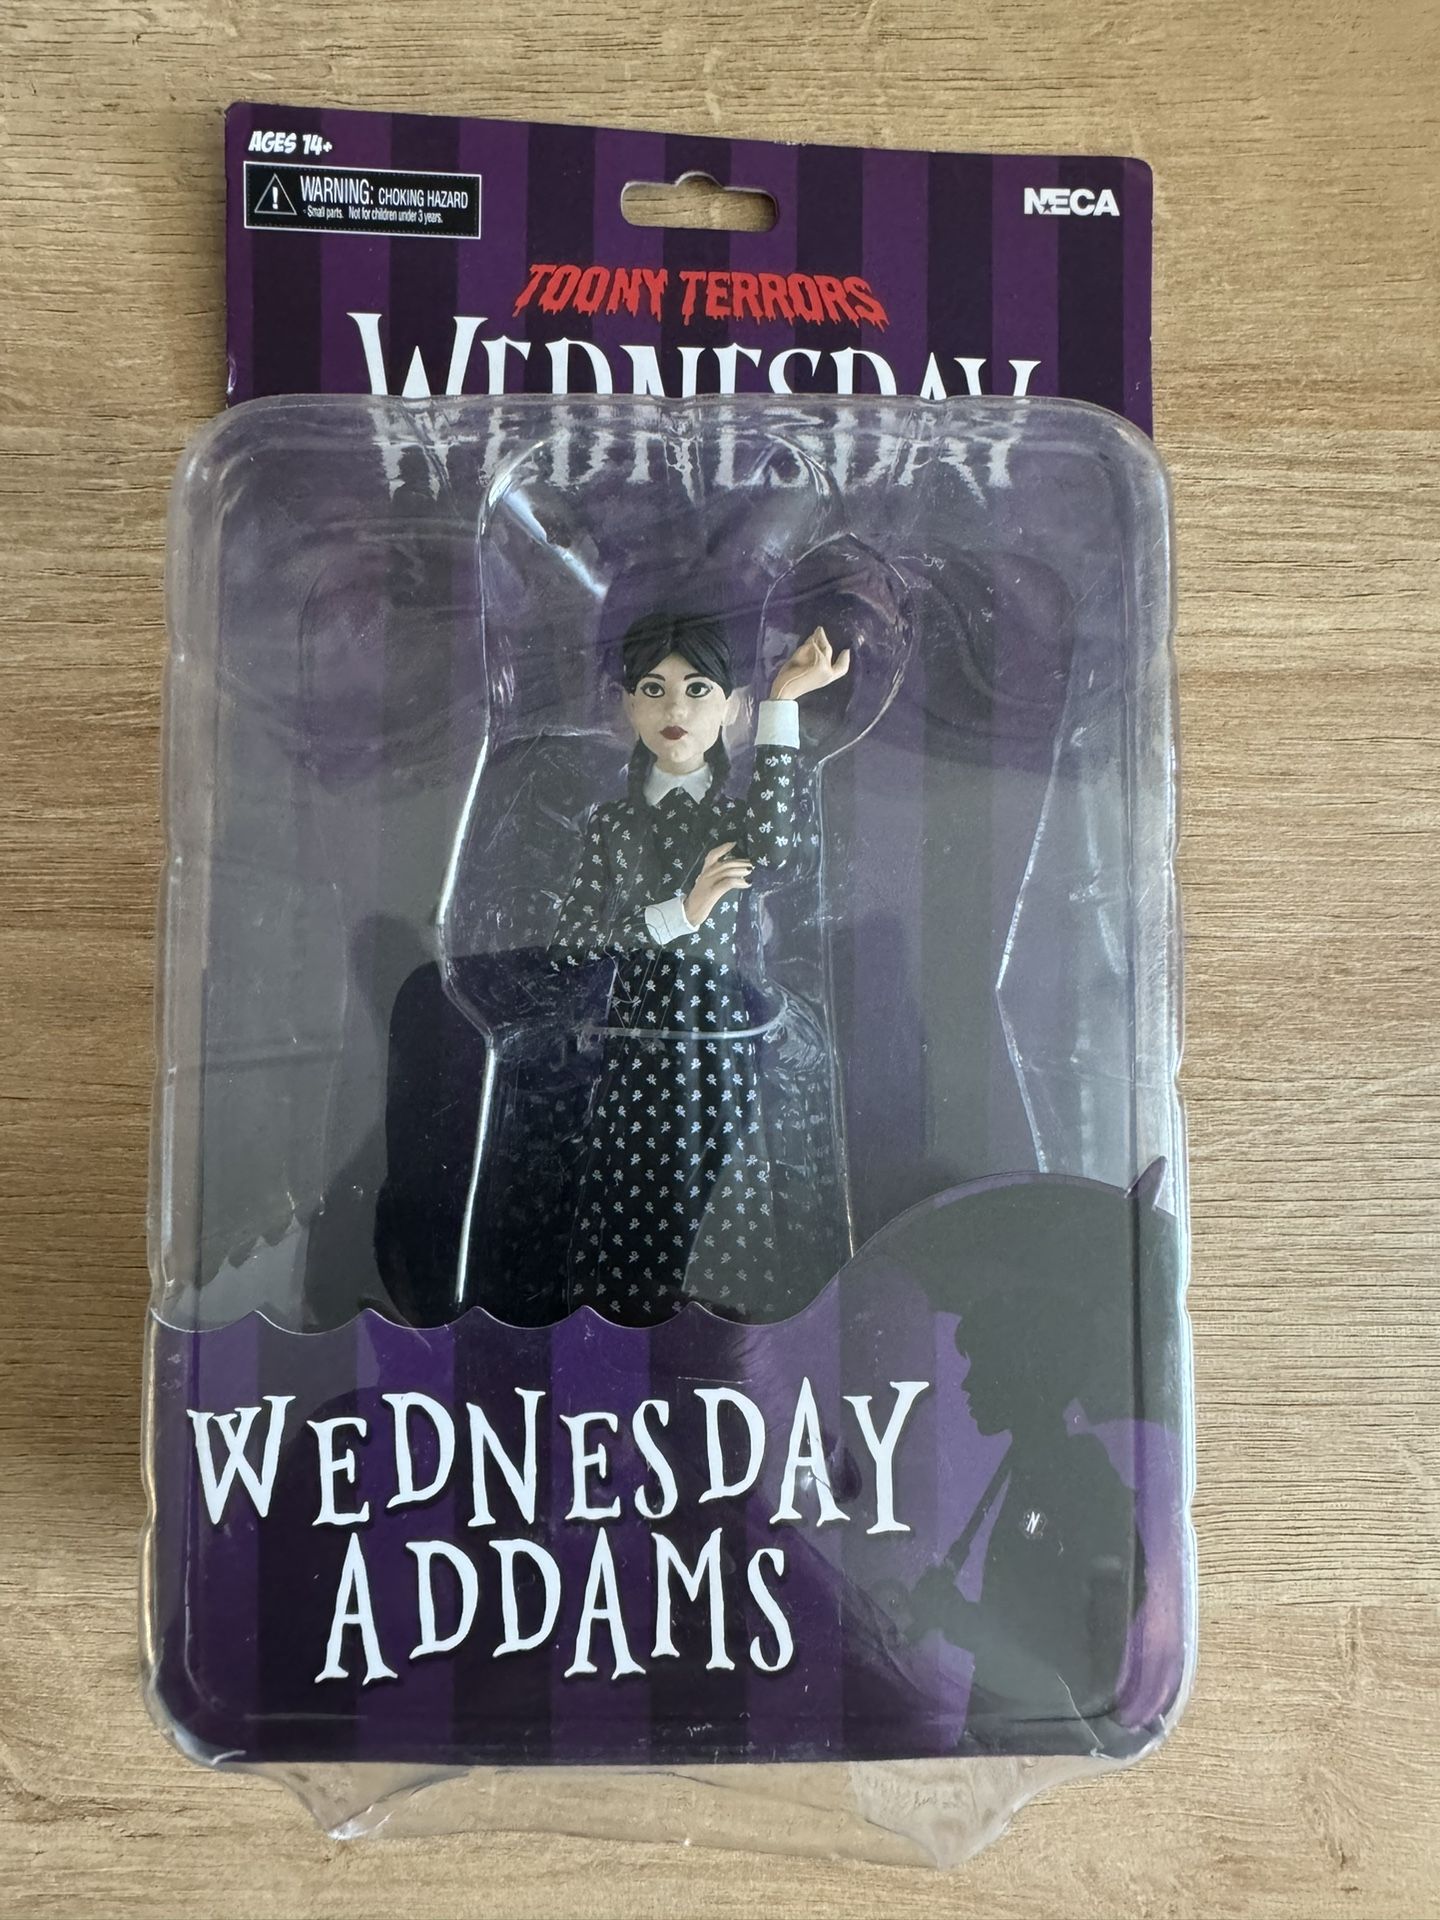 AGES 14+
WARNING: CHOKING HAZARD
- Small parts. Not for children under 3 years.
NECA
TOONY TERRORS
WEDNESDAY
WEDNESDAY
ADDAMS
N